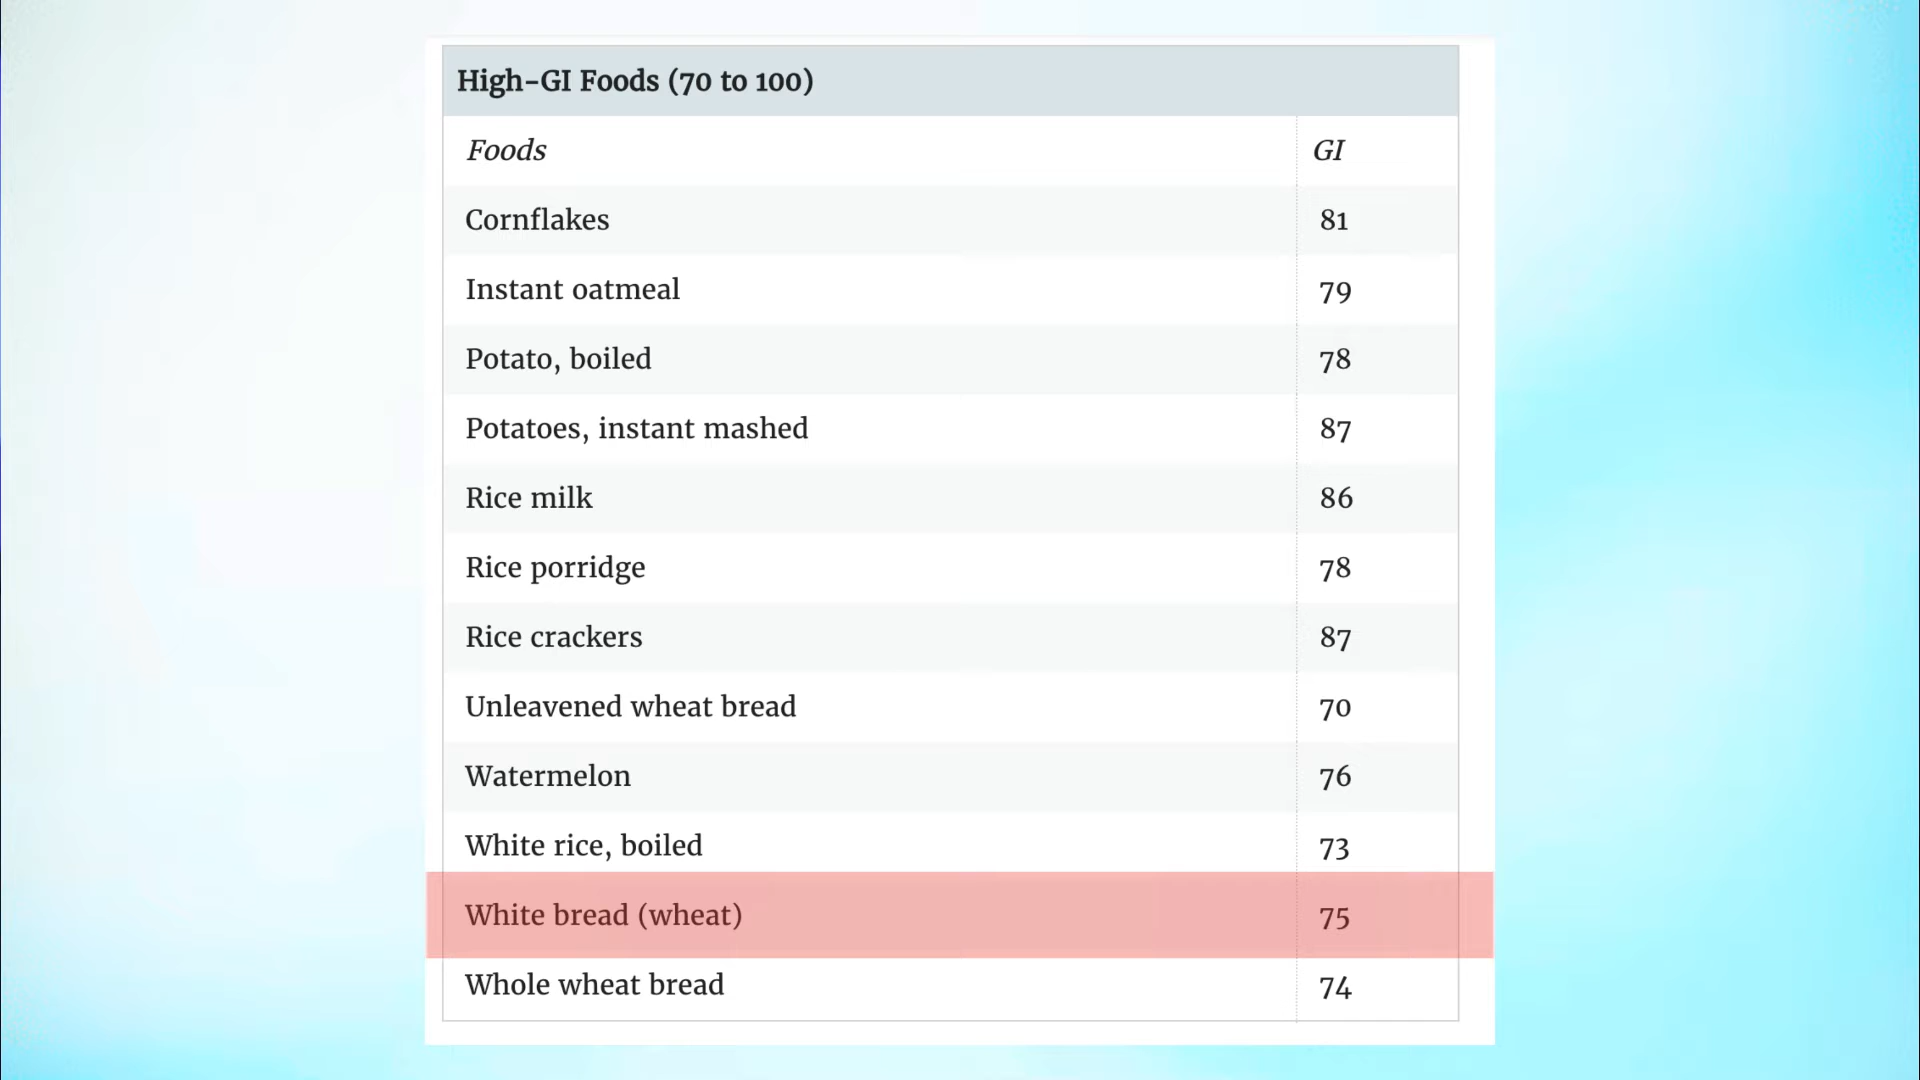 High-GI Foods (70 to 100)
Foods GI
Cornflakes 81
Instant oatmeal 79
Potato, boiled 78
Potatoes, instant mashed 87
Rice milk 86
Rice porridge 78
Rice crackers 87
Unleavened wheat bread 70
Watermelon 76
White rice, boiled 73
White bread (wheat) 75
Whole wheat bread 74